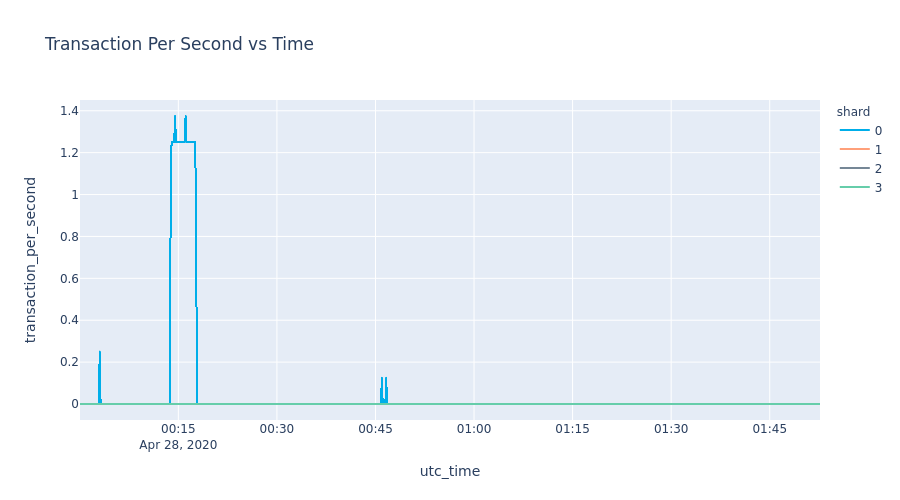 Transaction Per Second vs Time
shard
0
1
2
3
transaction_per_second
1.4
1.2
1
0.8
0.6
0.4
0.2
0
00:15 00:30 00:45 01:00 01:15 01:30 01:45
Apr 28, 2020
utc_time